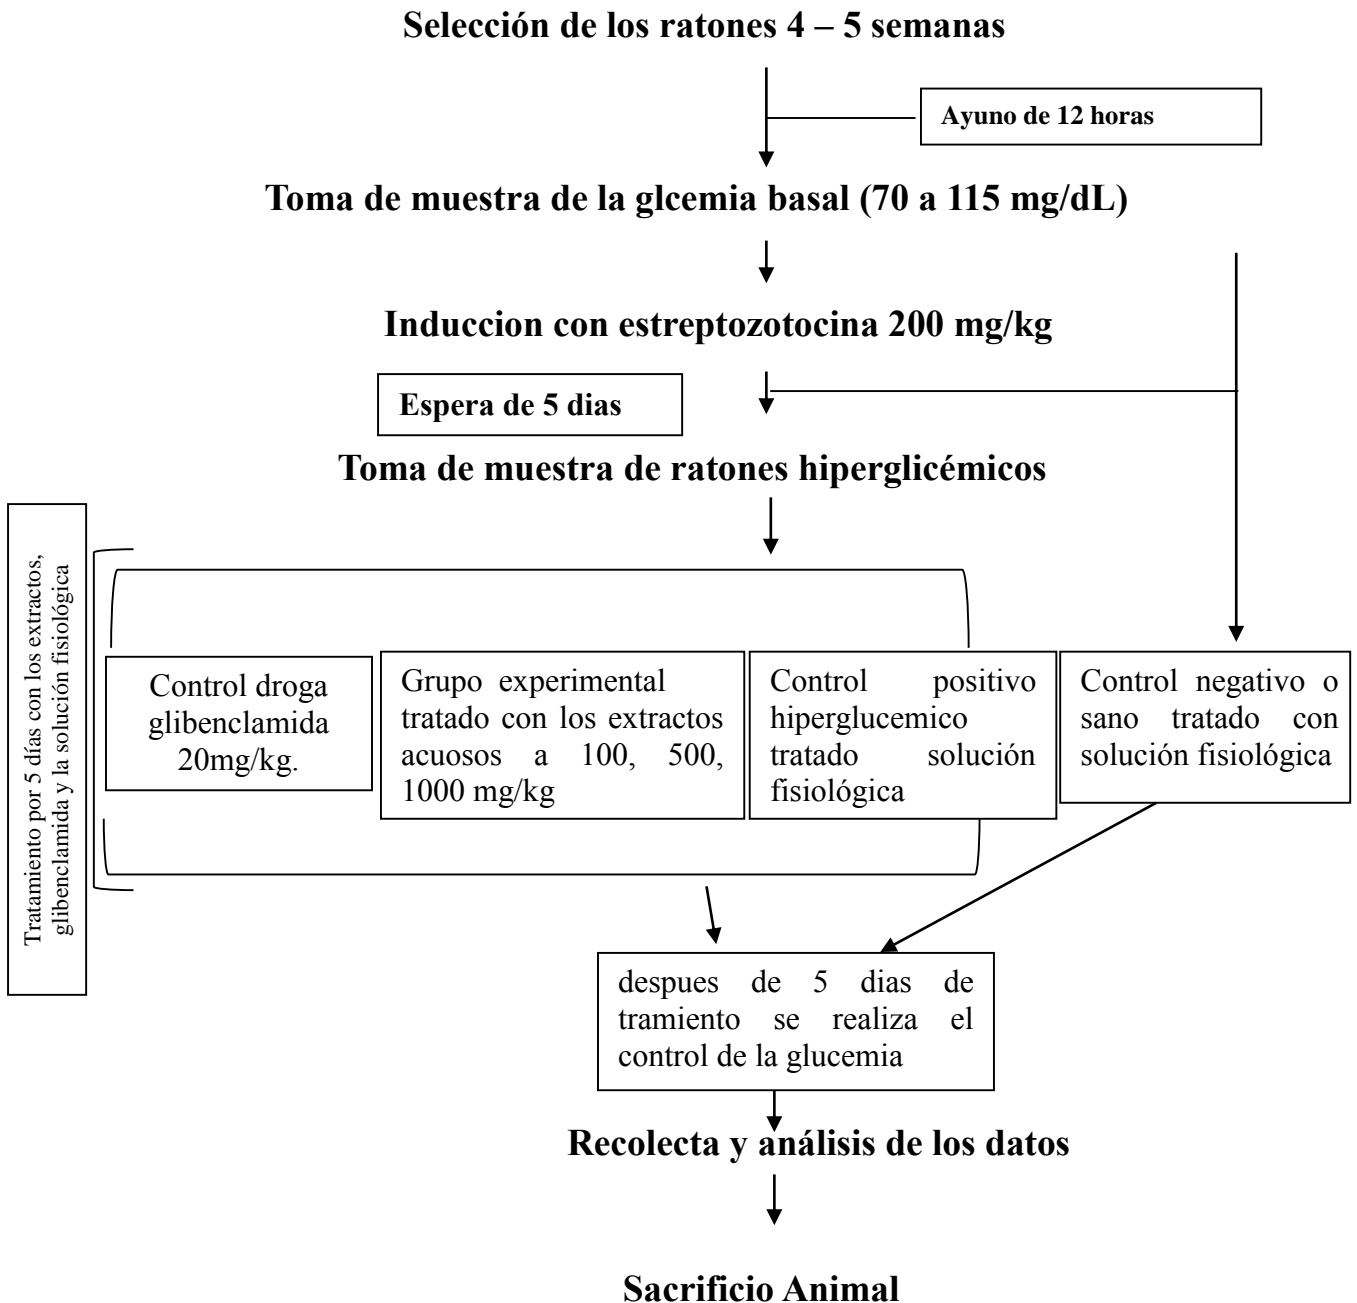 Selección de los ratones 4 – 5 semanas
Ayuno de 12 horas
Toma de muestra de la glcemia basal (70 a 115 mg/dL)
Induccion con estreptozotocina 200 mg/kg
Espera de 5 dias
Toma de muestra de ratones hiperglicémicos
Tratamiento por 5 días con los extractos,
glibenclamida y la solución fisiológica
Control droga
glibenclamida
20mg/kg.
Grupo experimental
tratado con los extractos
acuosos a 100, 500,
1000 mg/kg
Control positivo
hiperglucemico
tratado solución
fisiológica
Control negativo o
sano tratado con
solución fisiológica
despues de 5 dias de
tramiento se realiza el
control de la glucemia
Recolecta y análisis de los datos
Sacrificio Animal